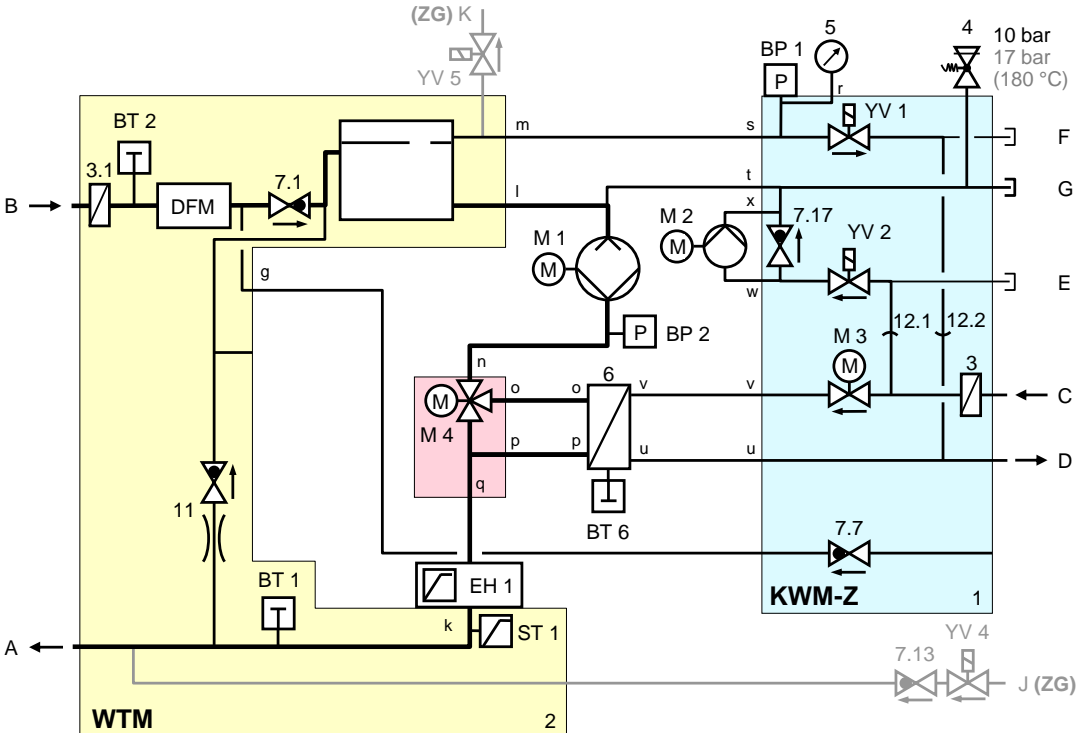 (ZG) K
YV 5
BP 1
P
5
r
4
10 bar
17 bar
(180 °C)
BT 2
m
s
YV 1
F
3.1
B
DFM
7.1
l
t
G
x
M 2
M
7.17
YV 2
M 1
M
g
w
E
12.1
12.2
P
BP 2
M 3
M
n
6
3
M
M 4
o
o
v
v
C
p
p
u
u
D
q
11
BT 6
7.7
BT 1
EH 1
KWM-Z
1
k
ST 1
A
7.13
YV 4
J (ZG)
WTM
2